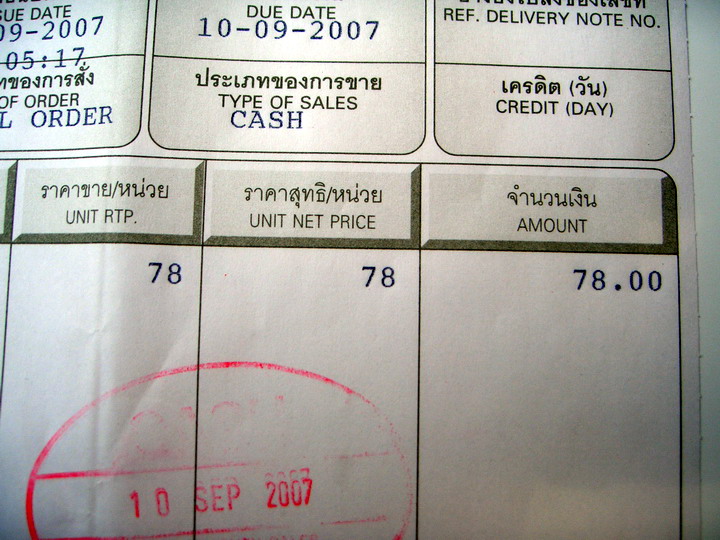 SUE DATE
09-2007
05:17
ทของการสั่ง
OF ORDER
L ORDER
DUE DATE
10-09-2007
ประเภทของการขาย
TYPE OF SALES
CASH
REF. DELIVERY NOTE NO.
เครดิต (วัน)
CREDIT (DAY)
ราคาขาย/หน่วย
UNIT RTP.
ราคาสุทธิ/หน่วย
UNIT NET PRICE
จำนวนเงิน
AMOUNT
78 78 78.00
10 SEP 2007